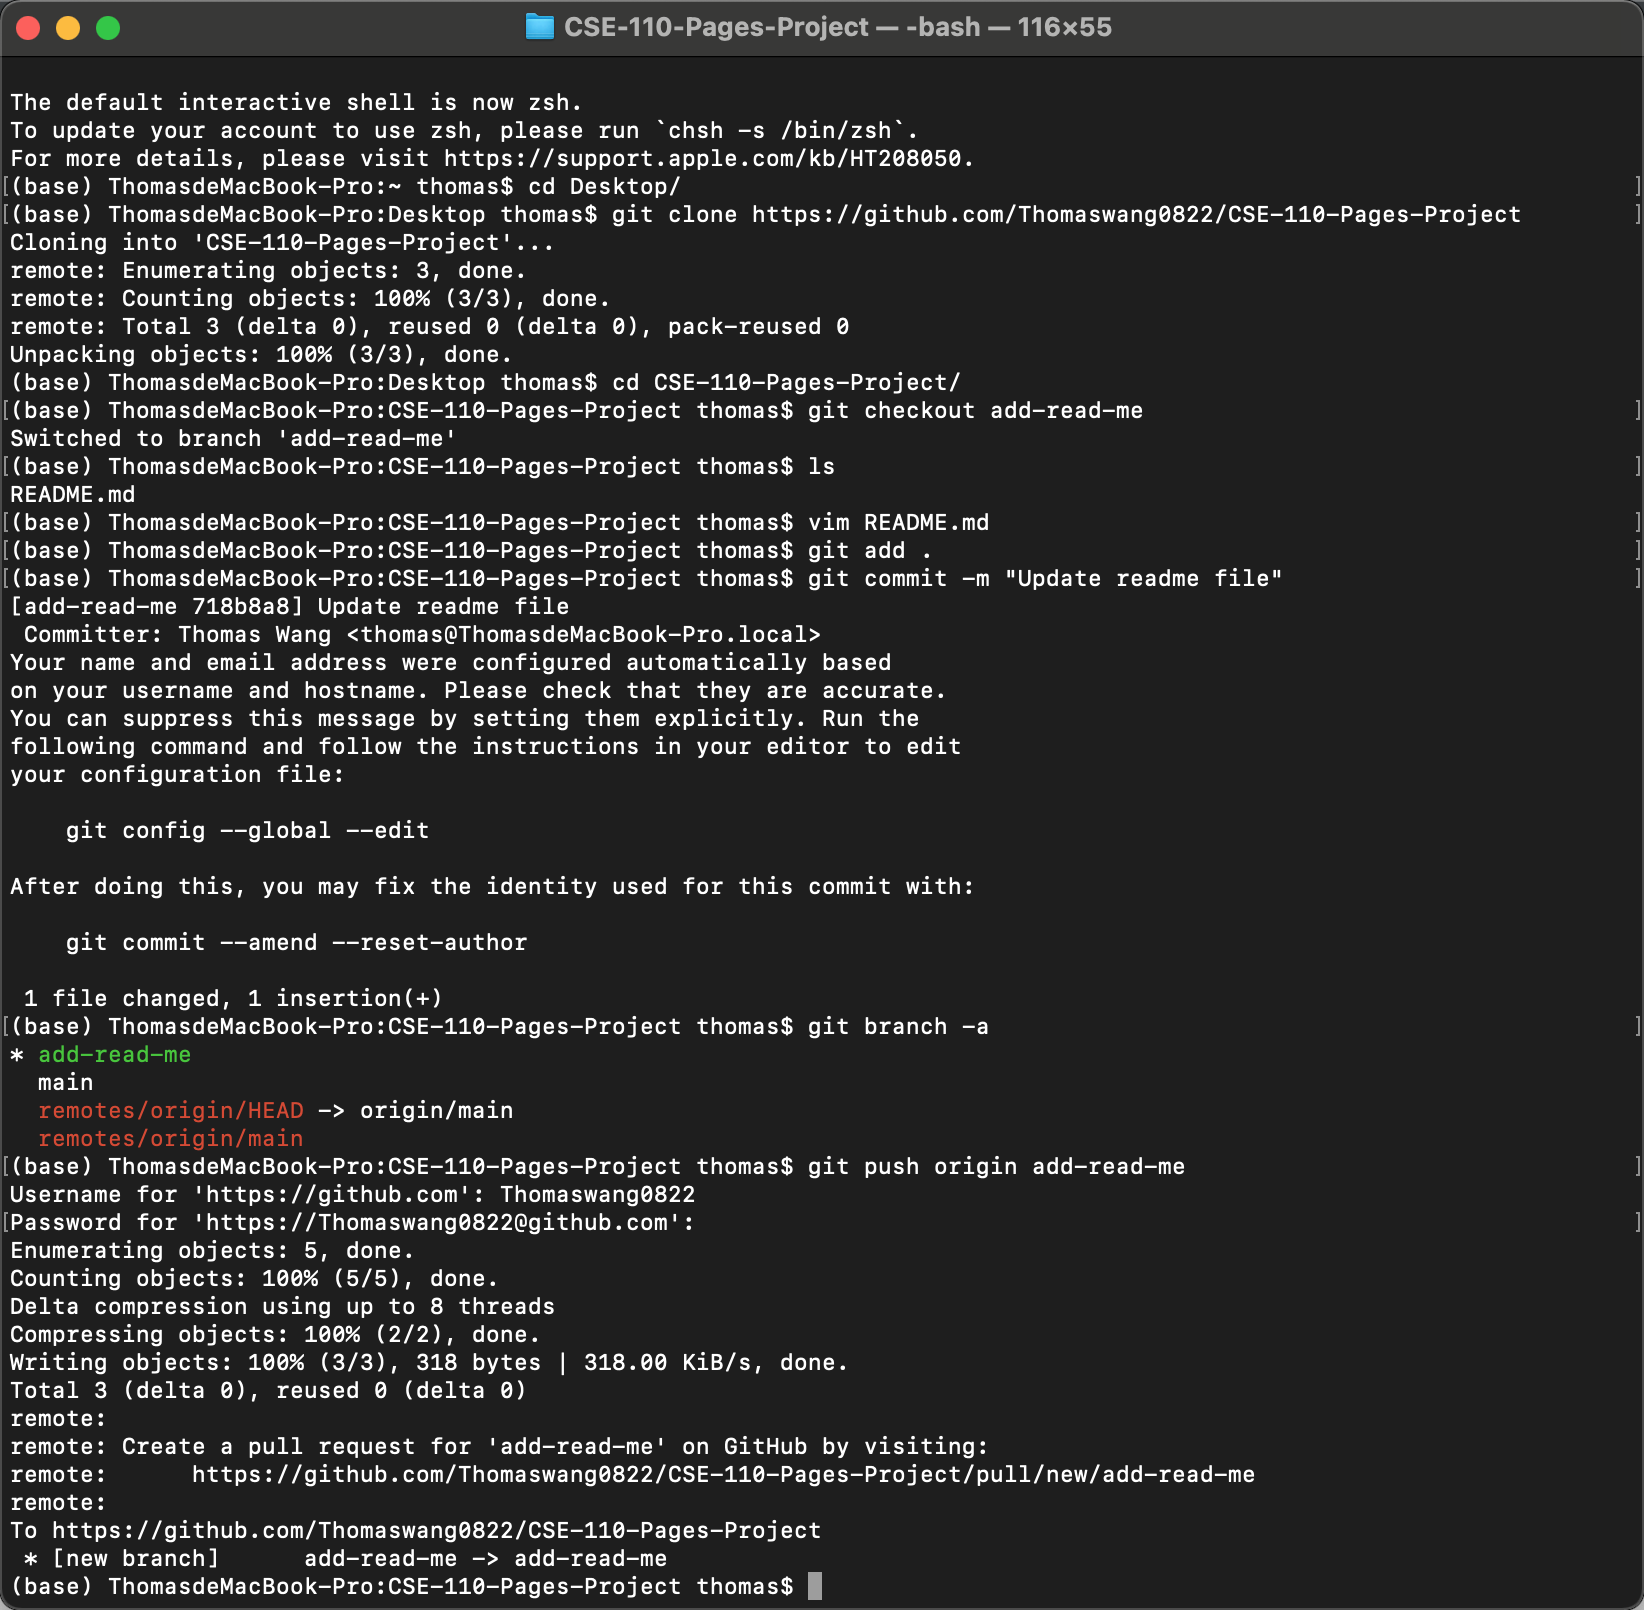 CSE-110-Pages-Project — -bash — 116×55
The default interactive shell is now zsh.
To update your account to use zsh, please run `chsh -s /bin/zsh`.
For more details, please visit https://support.apple.com/kb/HT208050.
[(base) ThomasdeMacBook-Pro:~ thomas$ cd Desktop/ ]
[(base) ThomasdeMacBook-Pro:Desktop thomas$ git clone https://github.com/Thomaswang0822/CSE-110-Pages-Project ]
Cloning into 'CSE-110-Pages-Project'...
remote: Enumerating objects: 3, done.
remote: Counting objects: 100% (3/3), done.
remote: Total 3 (delta 0), reused 0 (delta 0), pack-reused 0
Unpacking objects: 100% (3/3), done.
(base) ThomasdeMacBook-Pro:Desktop thomas$ cd CSE-110-Pages-Project/
[(base) ThomasdeMacBook-Pro:CSE-110-Pages-Project thomas$ git checkout add-read-me ]
Switched to branch 'add-read-me'
[(base) ThomasdeMacBook-Pro:CSE-110-Pages-Project thomas$ ls ]
README.md
[(base) ThomasdeMacBook-Pro:CSE-110-Pages-Project thomas$ vim README.md ]
[(base) ThomasdeMacBook-Pro:CSE-110-Pages-Project thomas$ git add . ]
[(base) ThomasdeMacBook-Pro:CSE-110-Pages-Project thomas$ git commit -m "Update readme file" ]
[add-read-me 718b8a8] Update readme file
 Committer: Thomas Wang <thomas@ThomasdeMacBook-Pro.local>
Your name and email address were configured automatically based
on your username and hostname. Please check that they are accurate.
You can suppress this message by setting them explicitly. Run the
following command and follow the instructions in your editor to edit
your configuration file:
    git config --global --edit
After doing this, you may fix the identity used for this commit with:
    git commit --amend --reset-author
 1 file changed, 1 insertion(+)
[(base) ThomasdeMacBook-Pro:CSE-110-Pages-Project thomas$ git branch -a ]
* add-read-me
  main
  remotes/origin/HEAD -> origin/main
  remotes/origin/main
[(base) ThomasdeMacBook-Pro:CSE-110-Pages-Project thomas$ git push origin add-read-me ]
Username for 'https://github.com': Thomaswang0822
[Password for 'https://Thomaswang0822@github.com': ]
Enumerating objects: 5, done.
Counting objects: 100% (5/5), done.
Delta compression using up to 8 threads
Compressing objects: 100% (2/2), done.
Writing objects: 100% (3/3), 318 bytes | 318.00 KiB/s, done.
Total 3 (delta 0), reused 0 (delta 0)
remote:
remote: Create a pull request for 'add-read-me' on GitHub by visiting:
remote:      https://github.com/Thomaswang0822/CSE-110-Pages-Project/pull/new/add-read-me
remote:
To https://github.com/Thomaswang0822/CSE-110-Pages-Project
 * [new branch]      add-read-me -> add-read-me
(base) ThomasdeMacBook-Pro:CSE-110-Pages-Project thomas$